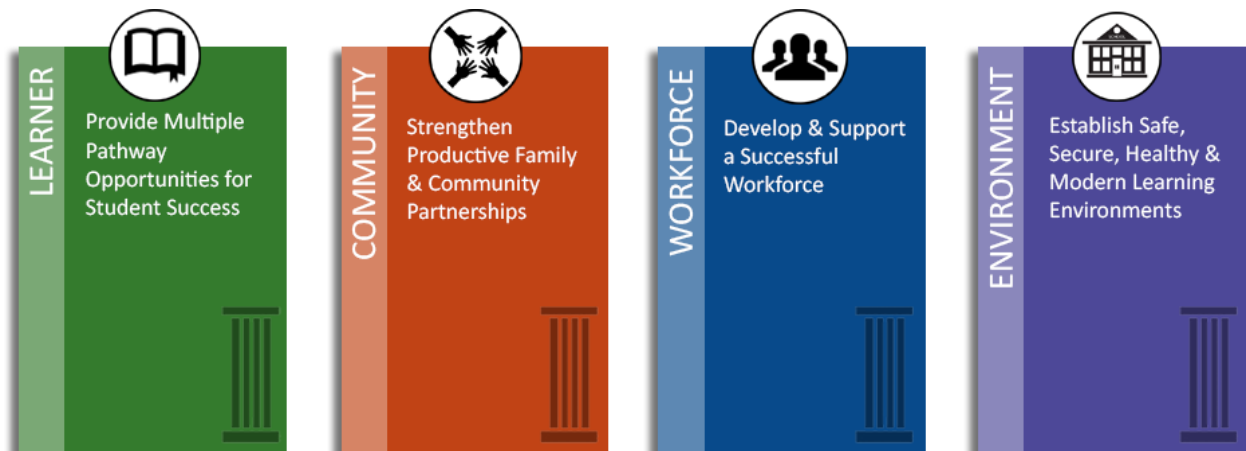 LEARNER
Provide Multiple
Pathway
Opportunities for
Student Success
COMMUNITY
Strengthen
Productive Family
& Community
Partnerships
WORKFORCE
Develop & Support
a Successful
Workforce
SCHOOL
ENVIRONMENT
Establish Safe,
Secure, Healthy &
Modern Learning
Environments